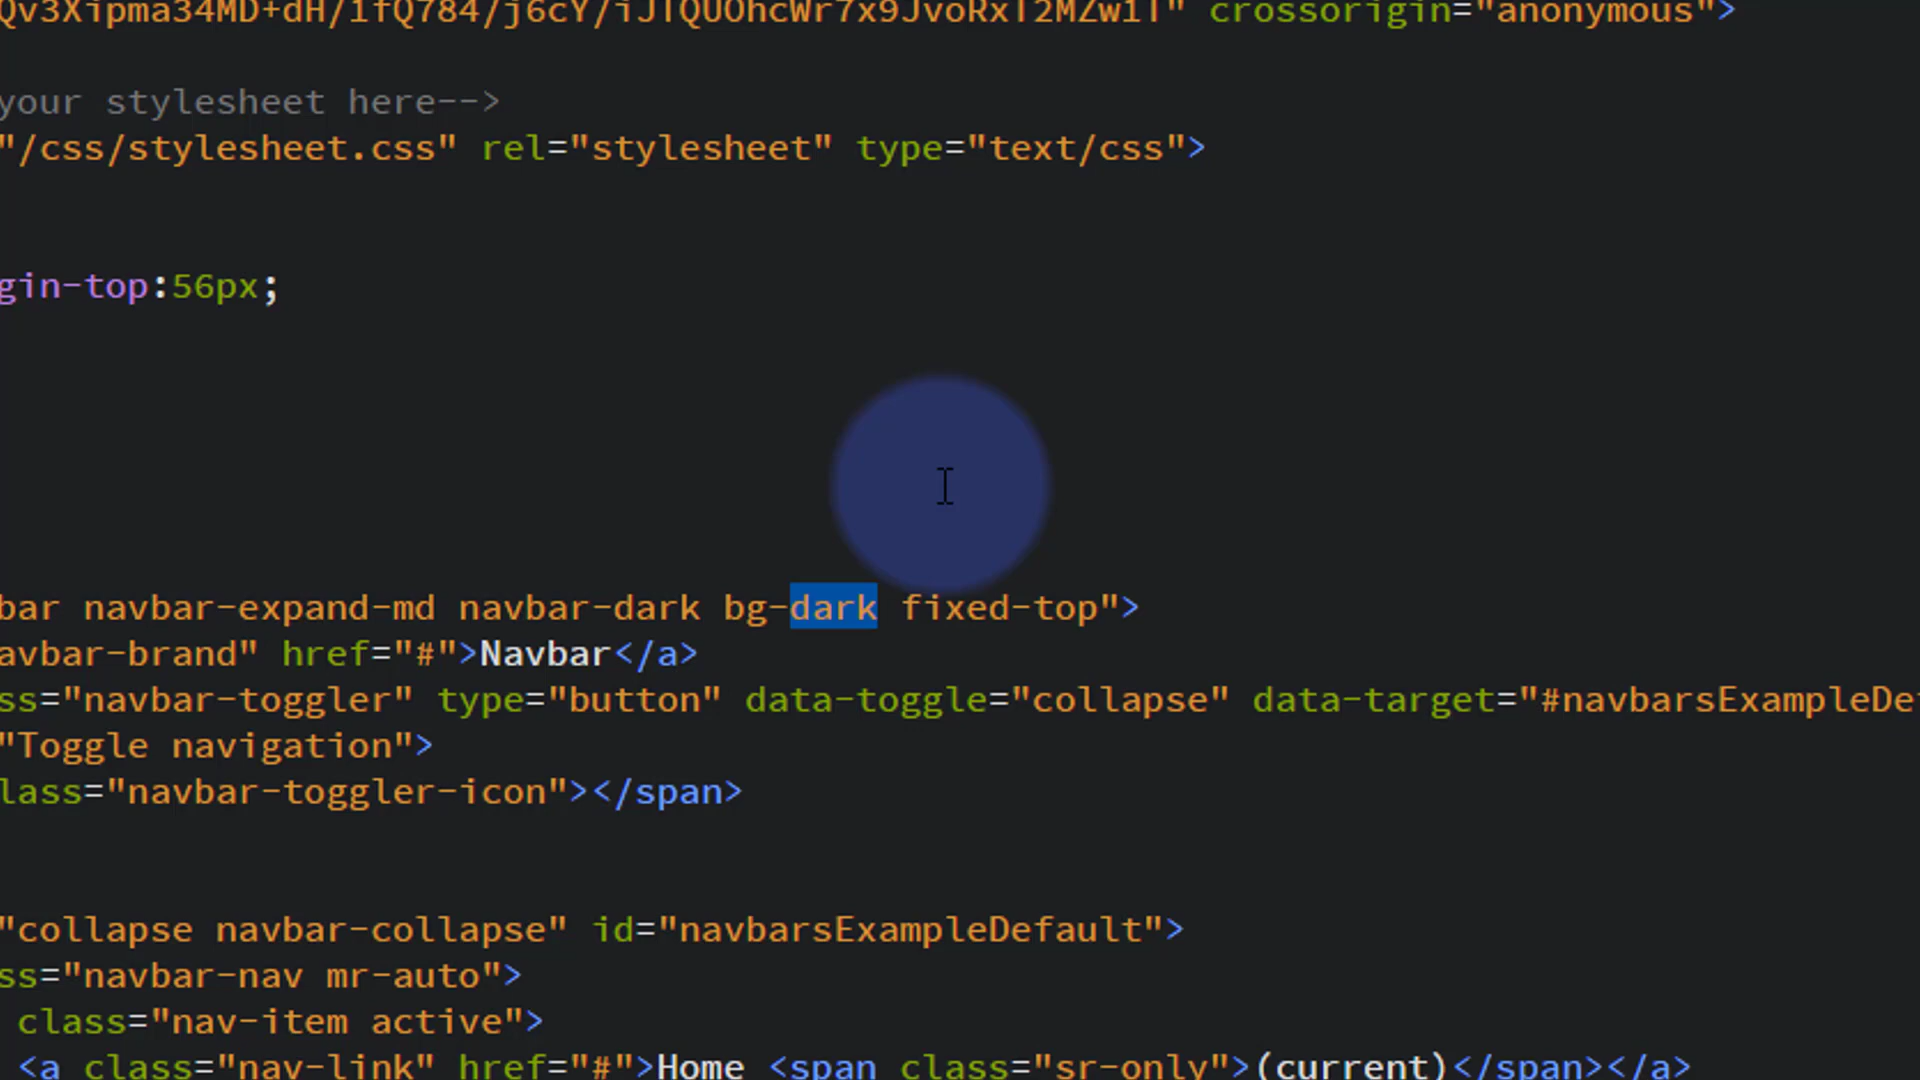 Qv3Xipma34MD+dH/1fQ784/j6cY/iJTQUOhcWr7x9JvoRxT2MZw1T" crossorigin="anonymous">
your stylesheet here-->
"/css/stylesheet.css" rel="stylesheet" type="text/css">
gin-top:56px;
bar navbar-expand-md navbar-dark bg-dark fixed-top">
avbar-brand" href="#">Navbar</a>
ss="navbar-toggler" type="button" data-toggle="collapse" data-target="#navbarsExampleDe
"Toggle navigation">
lass="navbar-toggler-icon"></span>
"collapse navbar-collapse" id="navbarsExampleDefault">
ss="navbar-nav mr-auto">
class="nav-item active">
<a class="nav-link" href="#">Home <span class="sr-only">(current)</span></a>